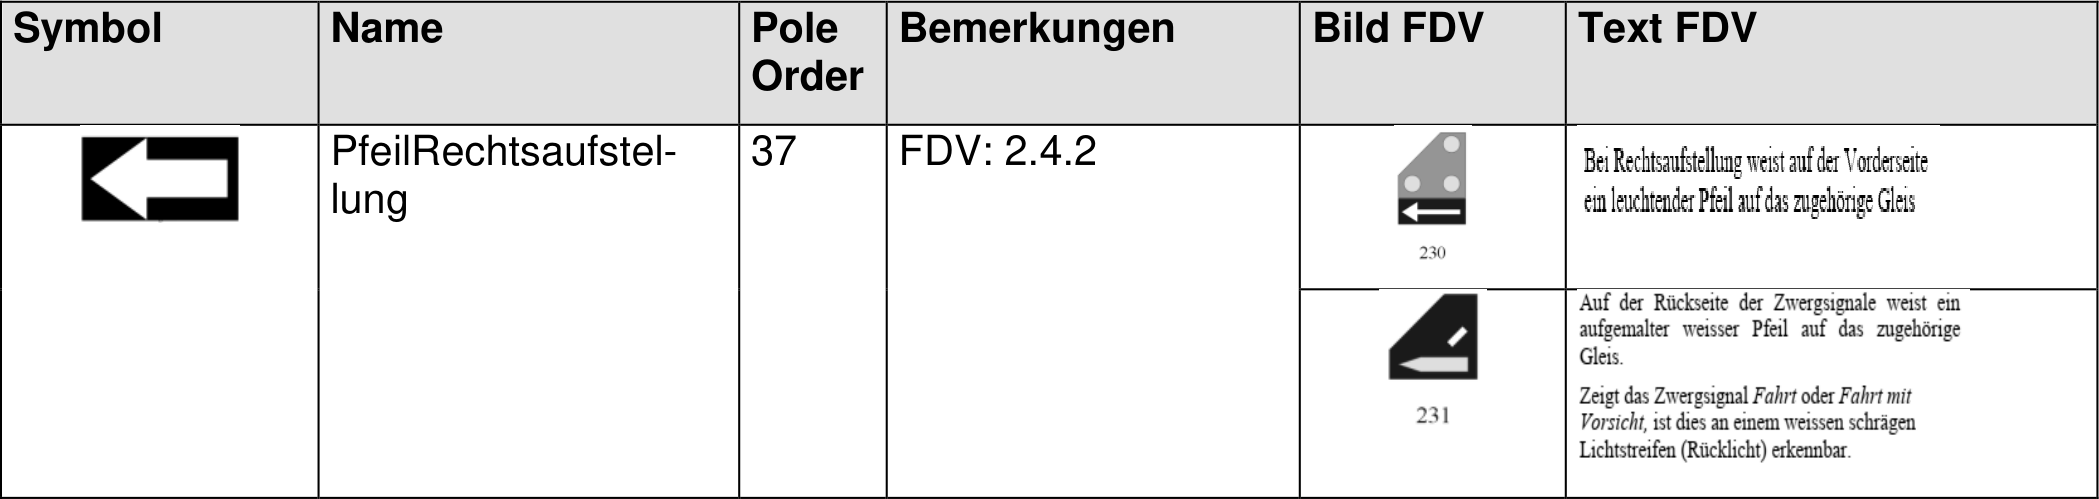 Symbol
Name
Pole
Order
Bemerkungen
Bild FDV
Text FDV
PfeilRechtsaufstel-
lung
37
FDV: 2.4.2
230
Bei Rechtsaufstellung weist auf der Vorderseite
ein leuchtender Pfeil auf das zugehörige Gleis
231
Auf der Rückseite der Zwergsignale weist ein
aufgemalter weisser Pfeil auf das zugehörige
Gleis.
Zeigt das Zwergsignal Fahrt oder Fahrt mit
Vorsicht, ist dies an einem weissen schrägen
Lichtstreifen (Rücklicht) erkennbar.